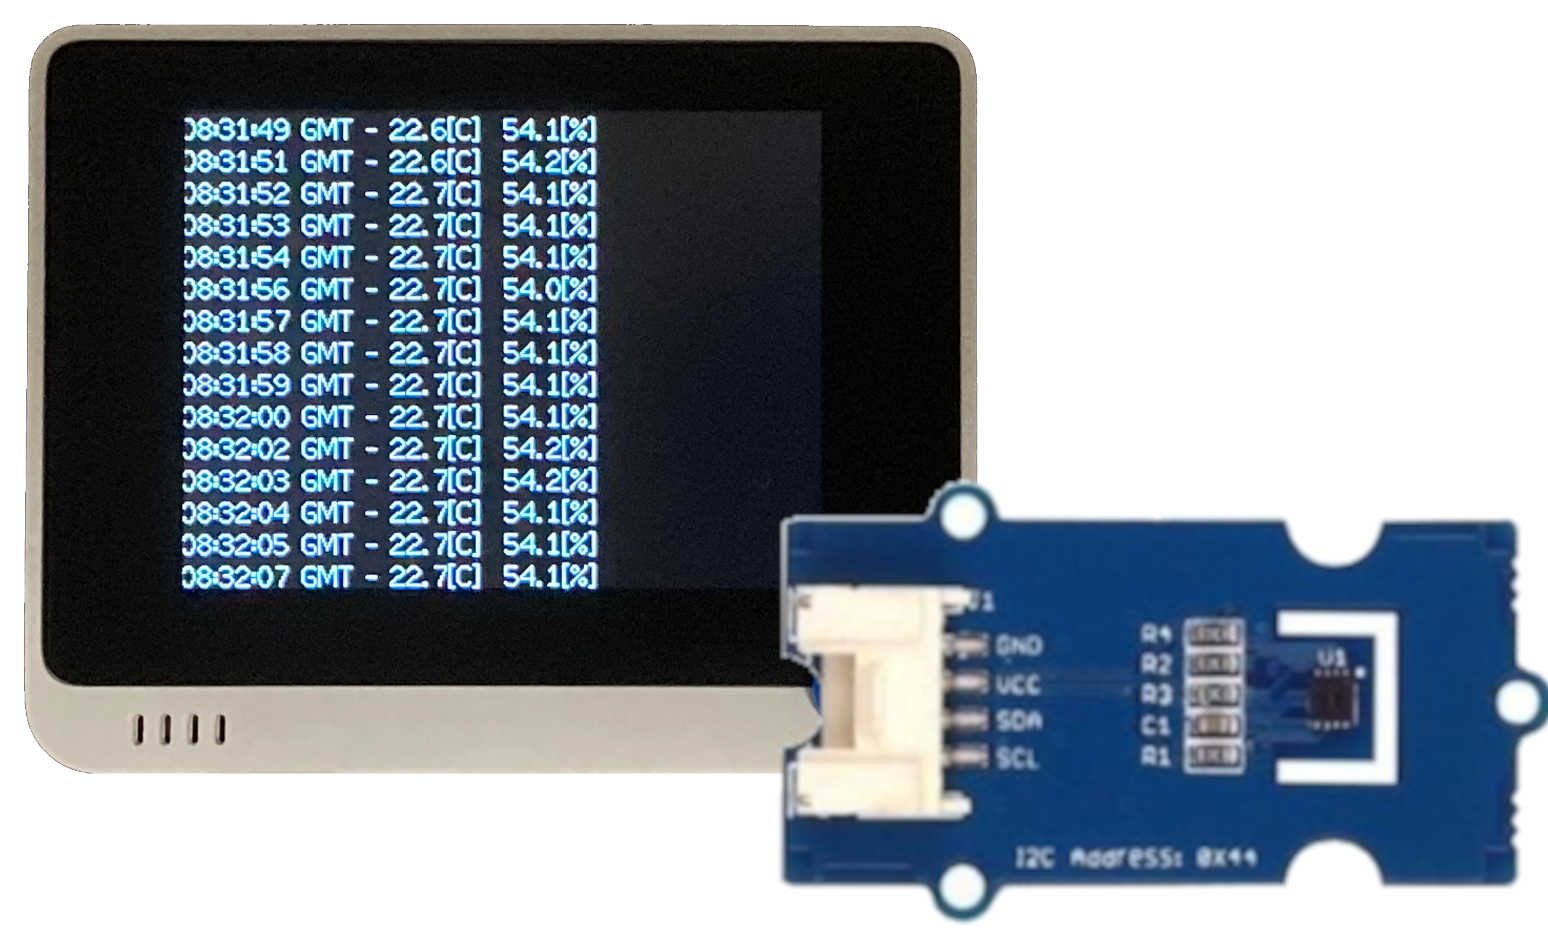 08:31:49 GMT - 22.6[C] 54.1[%]
08:31:51 GMT - 22.6[C] 54.2[%]
08:31:52 GMT - 22.7[C] 54.1[%]
08:31:53 GMT - 22.7[C] 54.1[%]
08:31:54 GMT - 22.7[C] 54.1[%]
08:31:56 GMT - 22.7[C] 54.0[%]
08:31:57 GMT - 22.7[C] 54.1[%]
08:31:58 GMT - 22.7[C] 54.1[%]
08:31:59 GMT - 22.7[C] 54.1[%]
08:32:00 GMT - 22.7[C] 54.1[%]
08:32:02 GMT - 22.7[C] 54.2[%]
08:32:03 GMT - 22.7[C] 54.2[%]
08:32:04 GMT - 22.7[C] 54.1[%]
08:32:05 GMT - 22.7[C] 54.1[%]
08:32:07 GMT - 22.7[C] 54.1[%]
GND
VCC
SDA
SCL
R4
R2
R3
C1
R1
U1
I2C Address: 0X44